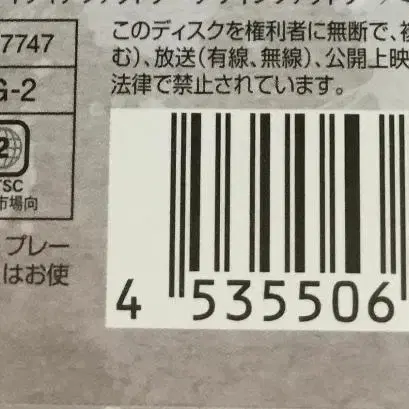 このディスクを権利者に無断で、複
む)、放送(有線、無線)、公開上映
法律で禁止されています。
7747
G-2
2
TSC
市場向
プレー
はお使
4 535506